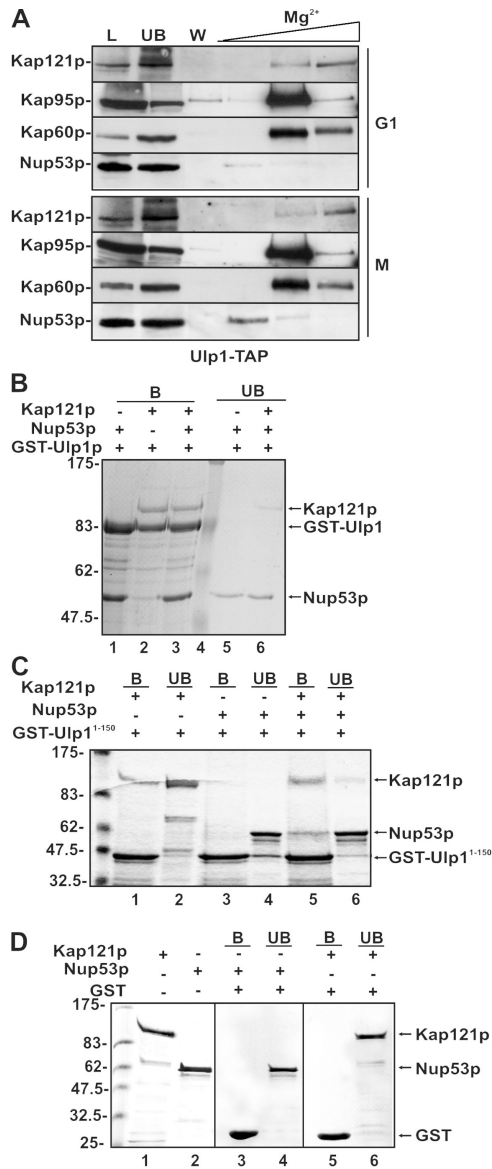 A
L UB W Mg2+
Kap121p-
Kap95p-
Kap60p-
Nup53p-
G1
Kap121p-
Kap95p-
Kap60p-
Nup53p-
M
Ulp1-TAP
B
B UB
Kap121p - + + - +
Nup53p + - + + +
GST-Ulp1p + + + + +
175-
83-
62-
47.5-
←Kap121p
←GST-Ulp1
←Nup53p
1 2 3 4 5 6
C
B UB B UB B UB
Kap121p + + - - + +
Nup53p - - + + + +
GST-Ulp1 1-150 + + + + + +
175-
83-
62-
47.5-
32.5-
←Kap121p
←Nup53p
←GST-Ulp1 1-150
1 2 3 4 5 6
D
B UB B UB
Kap121p + - - - + +
Nup53p - + + + - -
GST - - + + + +
175-
83-
62-
47.5-
32.5-
25-
←Kap121p
←Nup53p
←GST
1 2 3 4 5 6